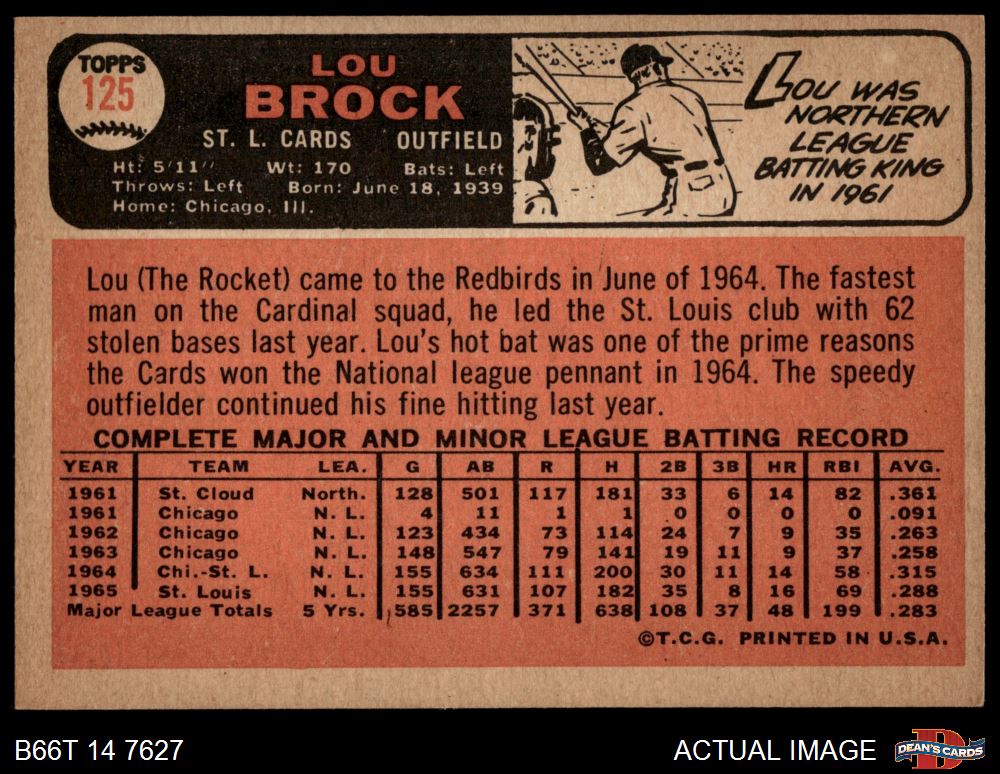 TOPPS
125
LOU
BROCK
ST. L. CARDS OUTFIELD
Ht: 5'11" Wt: 170 Bats: Left
Throws: Left Born: June 18, 1939
Home: Chicago, Ill.
LOU WAS
NORTHERN
LEAGUE
BATTING KING
IN 1961
Lou (The Rocket) came to the Redbirds in June of 1964. The fastest
man on the Cardinal squad, he led the St. Louis club with 62
stolen bases last year. Lou's hot bat was one of the prime reasons
the Cards won the National league pennant in 1964. The speedy
outfielder continued his fine hitting last year.
COMPLETE MAJOR AND MINOR LEAGUE BATTING RECORD
YEAR TEAM LEA. G AB R H 2B 3B HR RBI AVG.
1961 St. Cloud North. 128 501 117 181 33 6 14 82 .361
1961 Chicago N. L. 4 11 1 1 0 0 0 0 .091
1962 Chicago N. L. 123 434 73 114 24 7 9 35 .263
1963 Chicago N. L. 148 547 79 141 19 11 9 37 .258
1964 Chi.-St. L. N. L. 155 634 111 200 30 11 14 58 .315
1965 St. Louis N. L. 155 631 107 182 35 8 16 69 .288
Major League Totals 5 Yrs. 585 2257 371 638 108 37 48 199 .283
©T.C.G. PRINTED IN U.S.A.
B66T 14 7627 ACTUAL IMAGE
D
DEAN'S CARDS